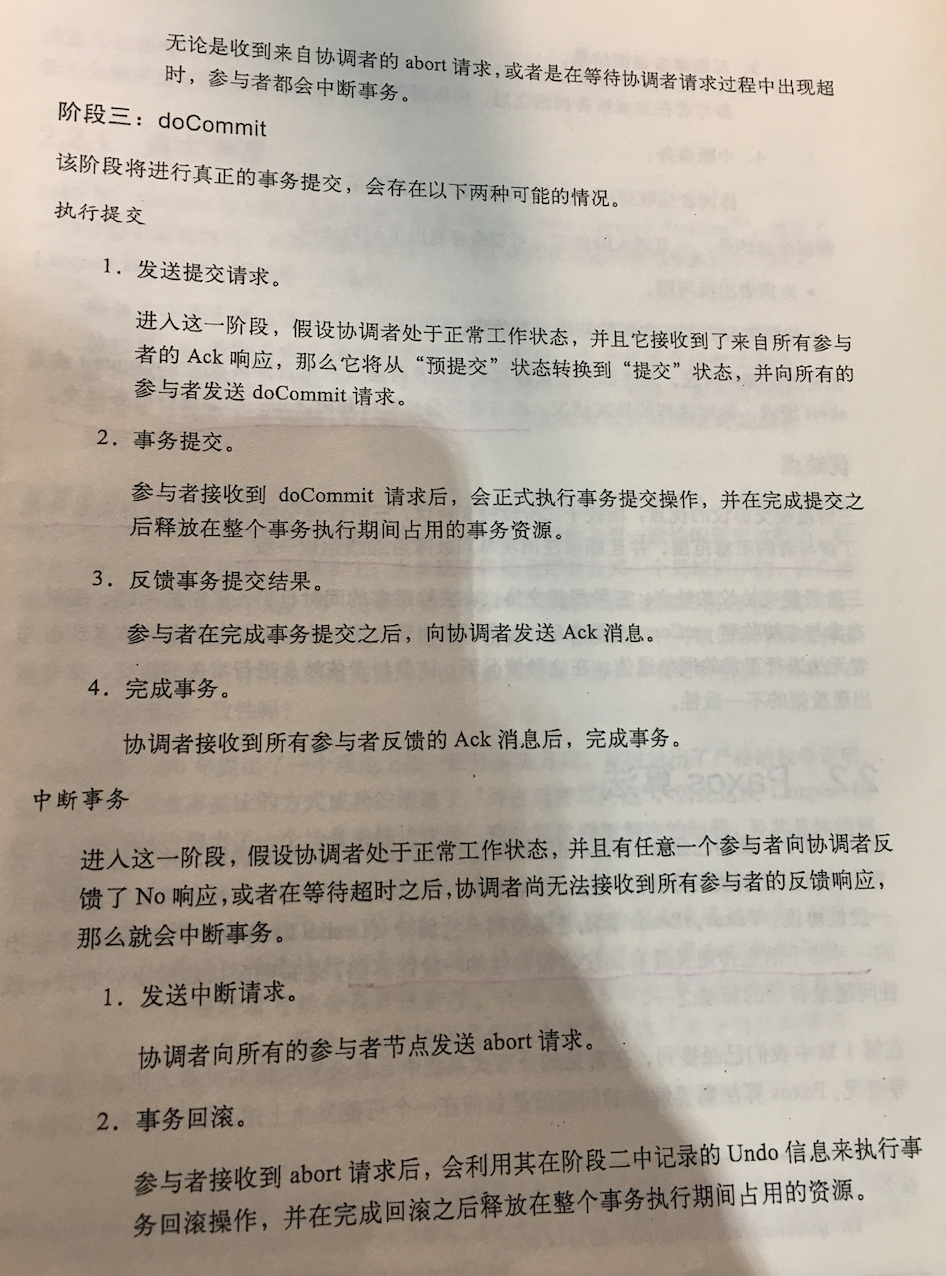 无论是收到来自协调者的 abort 请求,或者是在等待协调者请求过程中出现超
时，参与者都会中断事务。
阶段三：doCommit
该阶段将进行真正的事务提交，会存在以下两种可能的情况。
执行提交
1．发送提交请求。
进入这一阶段，假设协调者处于正常工作状态，并且它接收到了来自所有参与
者的 Ack 响应，那么它将从“预提交”状态转换到“提交”状态，并向所有的
参与者发送 doCommit 请求。
2．事务提交。
参与者接收到 doCommit 请求后，会正式执行事务提交操作，并在完成提交之
后释放在整个事务执行期间占用的事务资源。
3．反馈事务提交结果。
参与者在完成事务提交之后，向协调者发送 Ack 消息。
4．完成事务。
协调者接收到所有参与者反馈的 Ack 消息后，完成事务。
中断事务
进入这一阶段，假设协调者处于正常工作状态，并且有任意一个参与者向协调者反
馈了 No 响应,或者在等待超时之后,协调者尚无法接收到所有参与者的反馈响应，
那么就会中断事务。
1．发送中断请求。
协调者向所有的参与者节点发送 abort 请求。
2．事务回滚。
参与者接收到 abort 请求后，会利用其在阶段二中记录的 Undo 信息来执行事
务回滚操作，并在完成回滚之后释放在整个事务执行期间占用的资源。